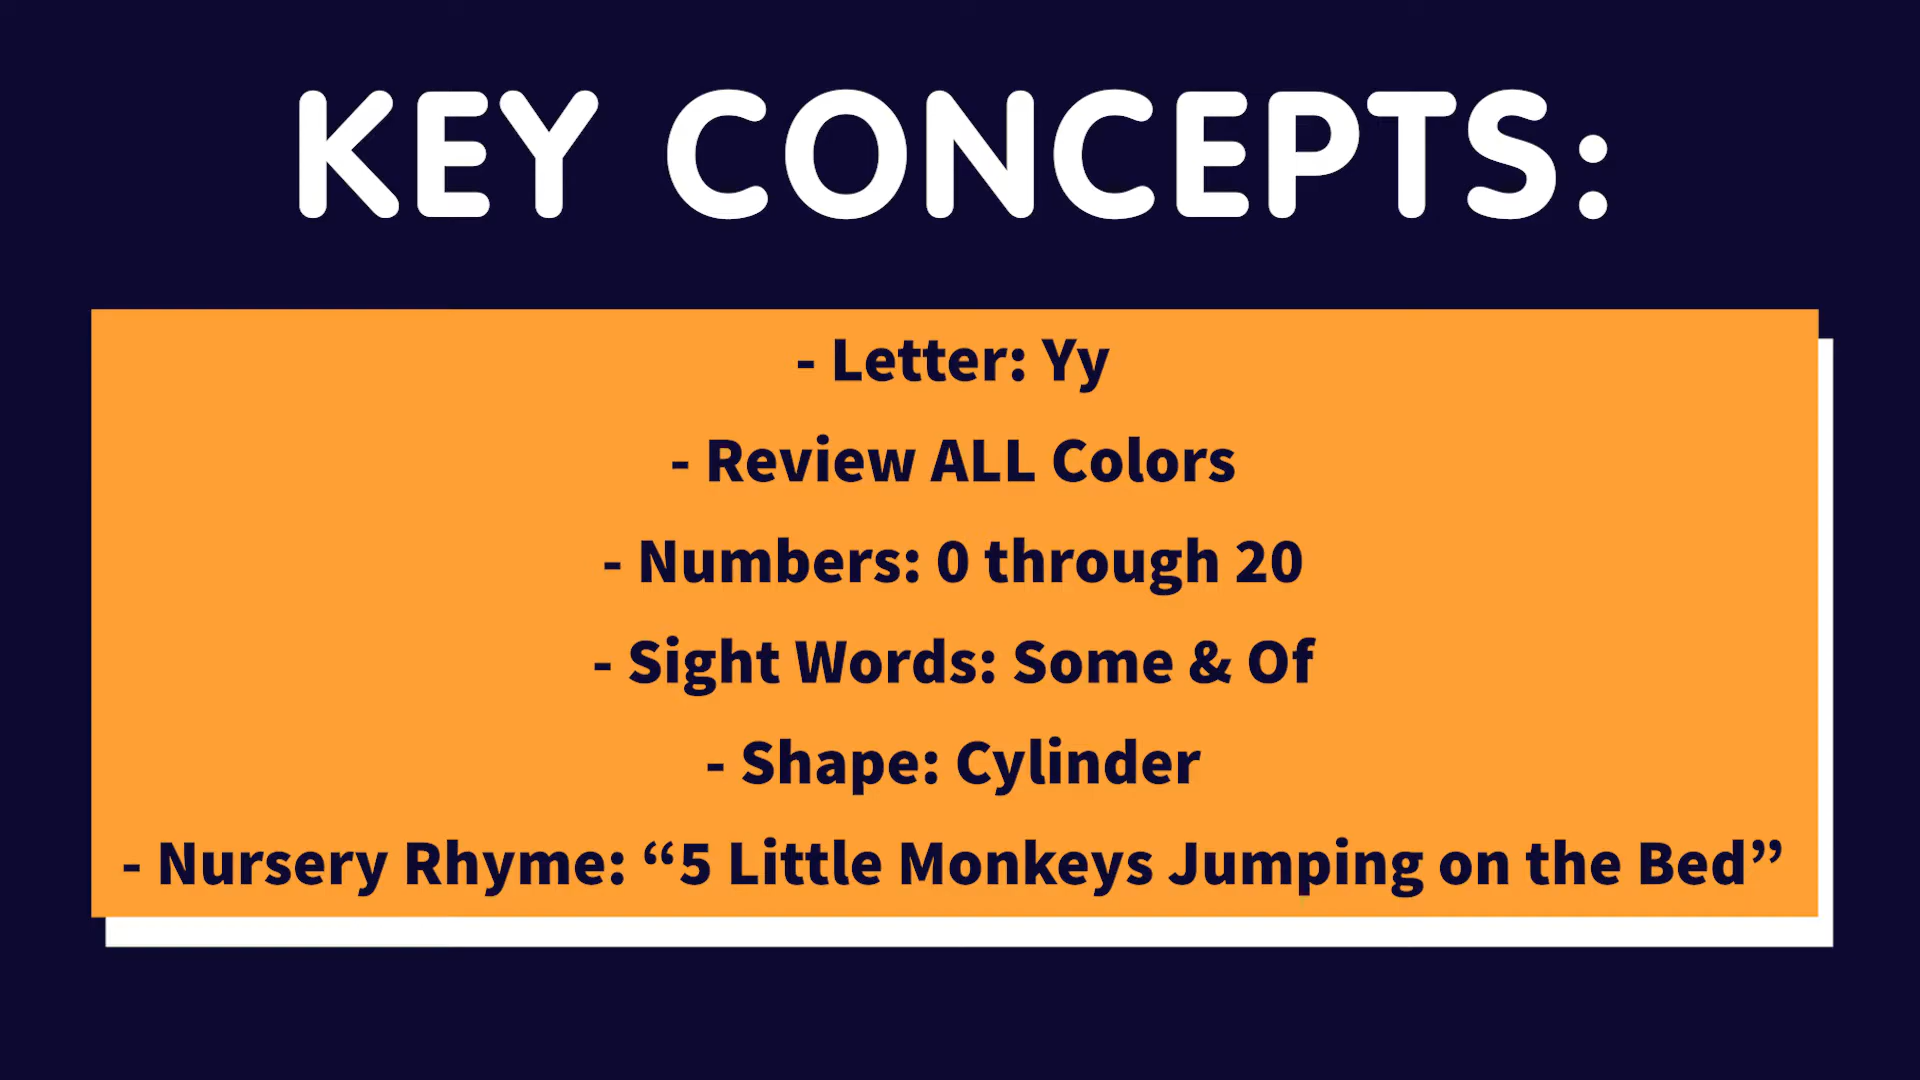 KEY CONCEPTS:
- Letter: Yy
- Review ALL Colors
- Numbers: 0 through 20
- Sight Words: Some & Of
- Shape: Cylinder
- Nursery Rhyme: “5 Little Monkeys Jumping on the Bed”